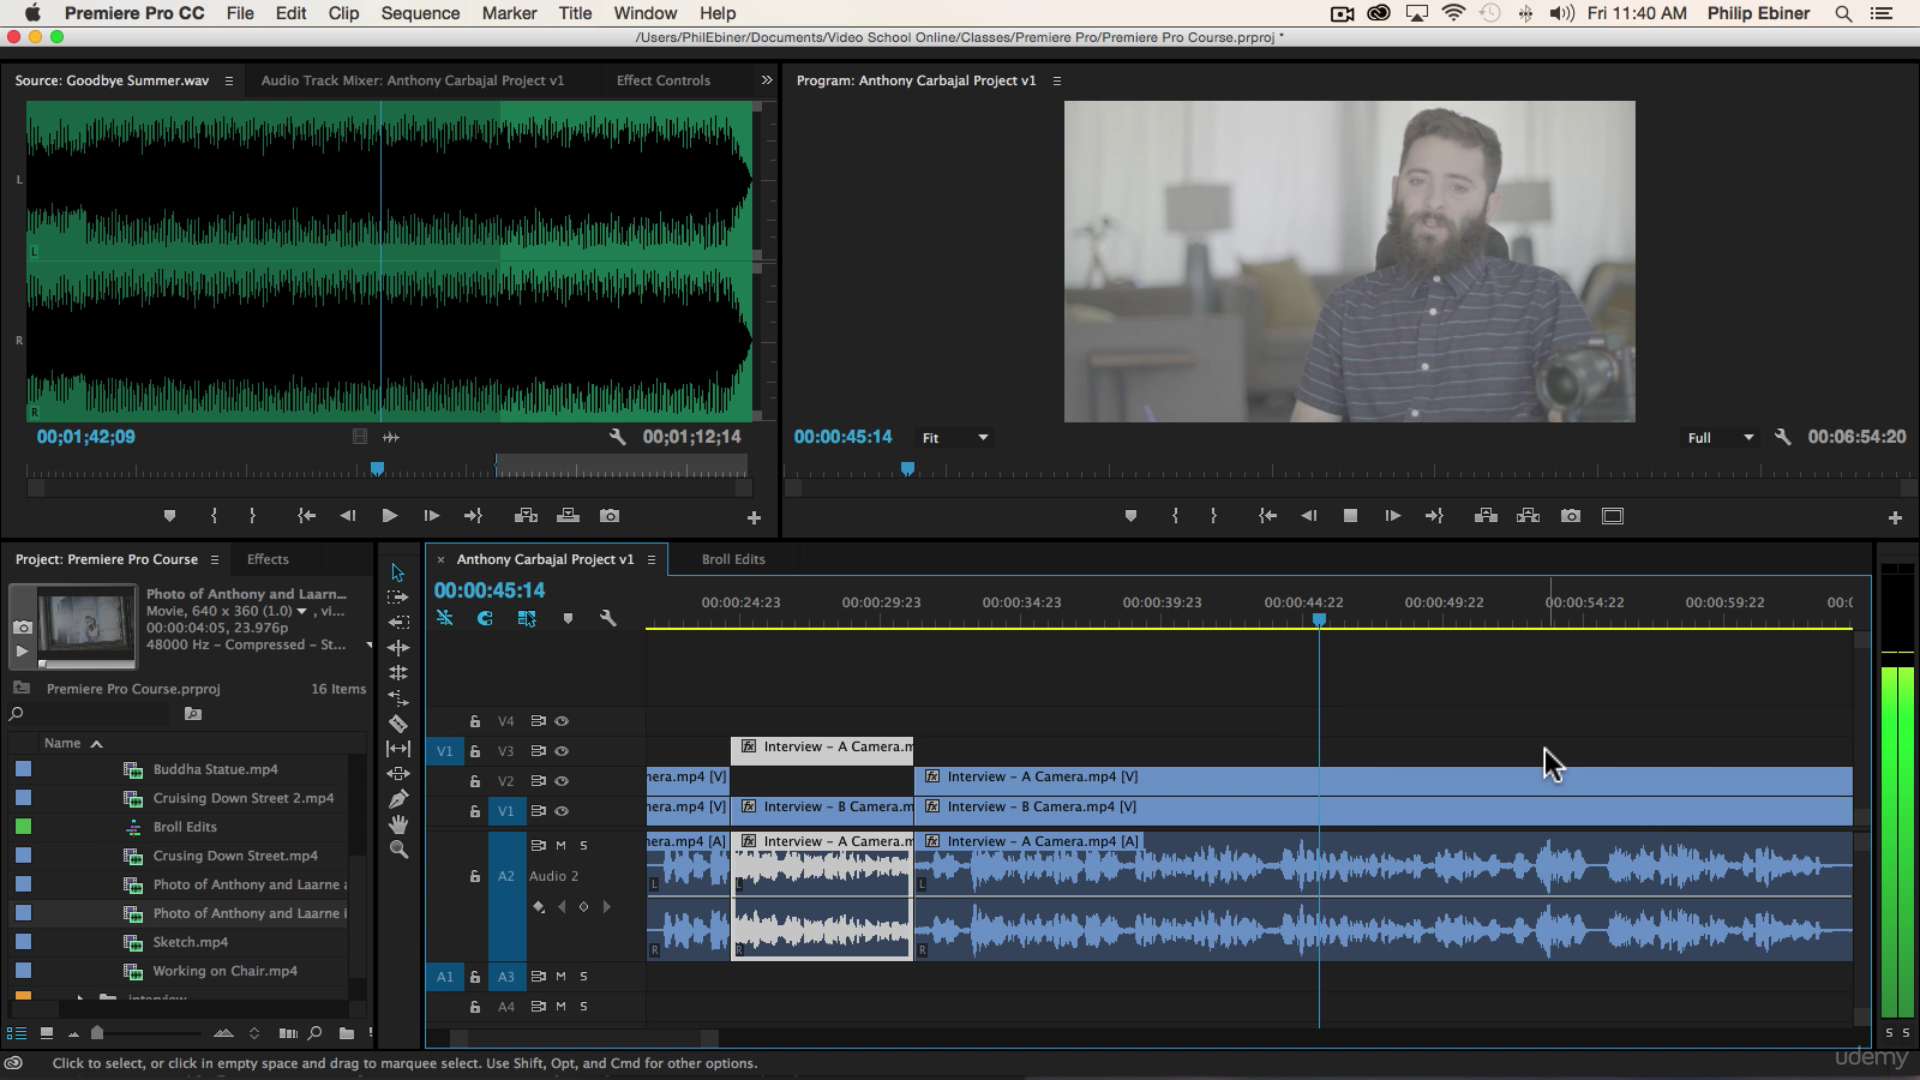 Premiere Pro CC File Edit Clip Sequence Marker Title Window Help Fri 11:40 AM Philip Ebiner
/Users/PhilEbiner/Documents/Video School Online/Classes/Premiere Pro/Premiere Pro Course.prproj *
Source: Goodbye Summer.wav Audio Track Mixer: Anthony Carbajal Project v1 Effect Controls
Program: Anthony Carbajal Project v1
L
L
R
R
00;01;42;09 00;01;12;14
00:00:45:14 Fit Full 00:06:54:20
Project: Premiere Pro Course Effects
Photo of Anthony and Laarn...
Movie, 640 x 360 (1.0) , vi...
00:00:04:05, 23.976p
48000 Hz - Compressed - St...
Premiere Pro Course.prproj 16 Items
Name
Buddha Statue.mp4
Cruising Down Street 2.mp4
Broll Edits
Crusing Down Street.mp4
Photo of Anthony and Laarne a
Photo of Anthony and Laarne i
Sketch.mp4
Working on Chair.mp4
interview
× Anthony Carbajal Project v1 Broll Edits
00:00:45:14
00:00:24:23 00:00:29:23 00:00:34:23 00:00:39:23 00:00:44:22 00:00:49:22 00:00:54:22 00:00:59:22 00:0
V4
V1 V3 fx Interview - A Camera.m
V2 nera.mp4 [V] fx Interview - A Camera.mp4 [V]
V1 nera.mp4 [V] fx Interview - B Camera.m fx Interview - B Camera.mp4 [V]
M S nera.mp4 [A] fx Interview - A Camera.m fx Interview - A Camera.mp4 [A]
A2 Audio 2 L L L
R R R
A1 A3 M S
A4 M S
S S
Click to select, or click in empty space and drag to marquee select. Use Shift, Opt, and Cmd for other options.
udemy